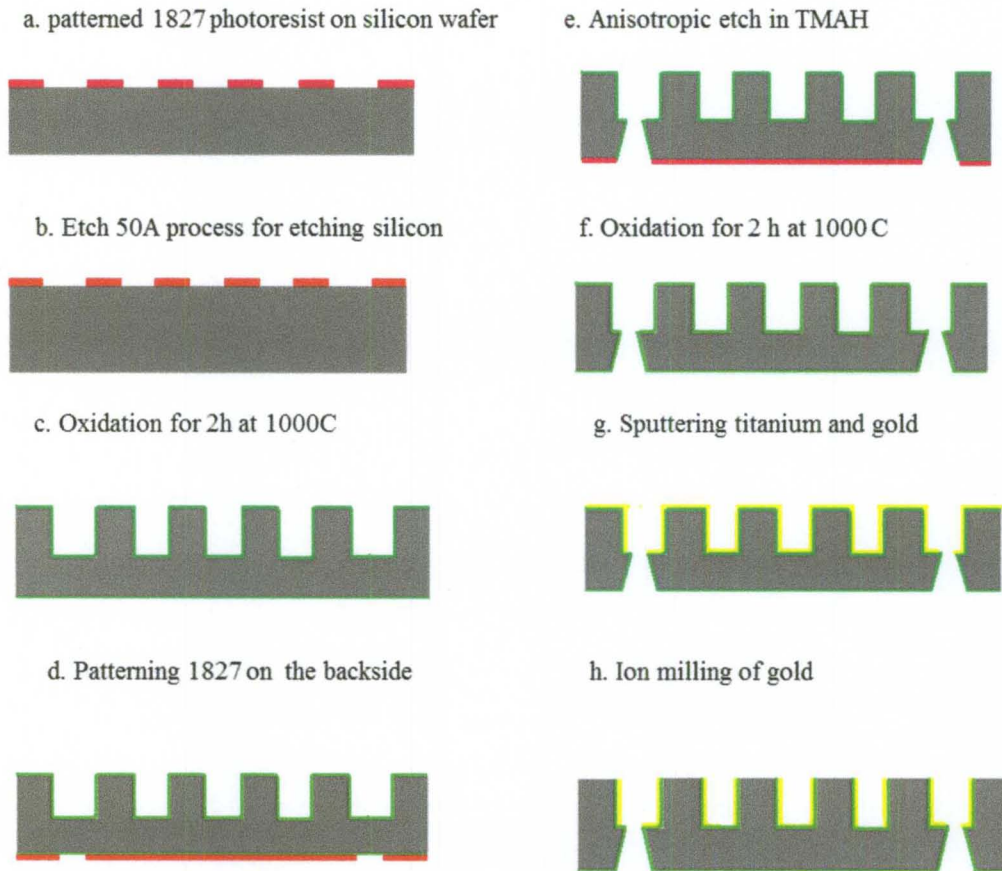 a. patterned 1827 photoresist on silicon wafer
b. Etch 50A process for etching silicon
c. Oxidation for 2h at 1000C
d. Patterning 1827 on the backside
e. Anisotropic etch in TMAH
f. Oxidation for 2 h at 1000 C
g. Sputtering titanium and gold
h. Ion milling of gold